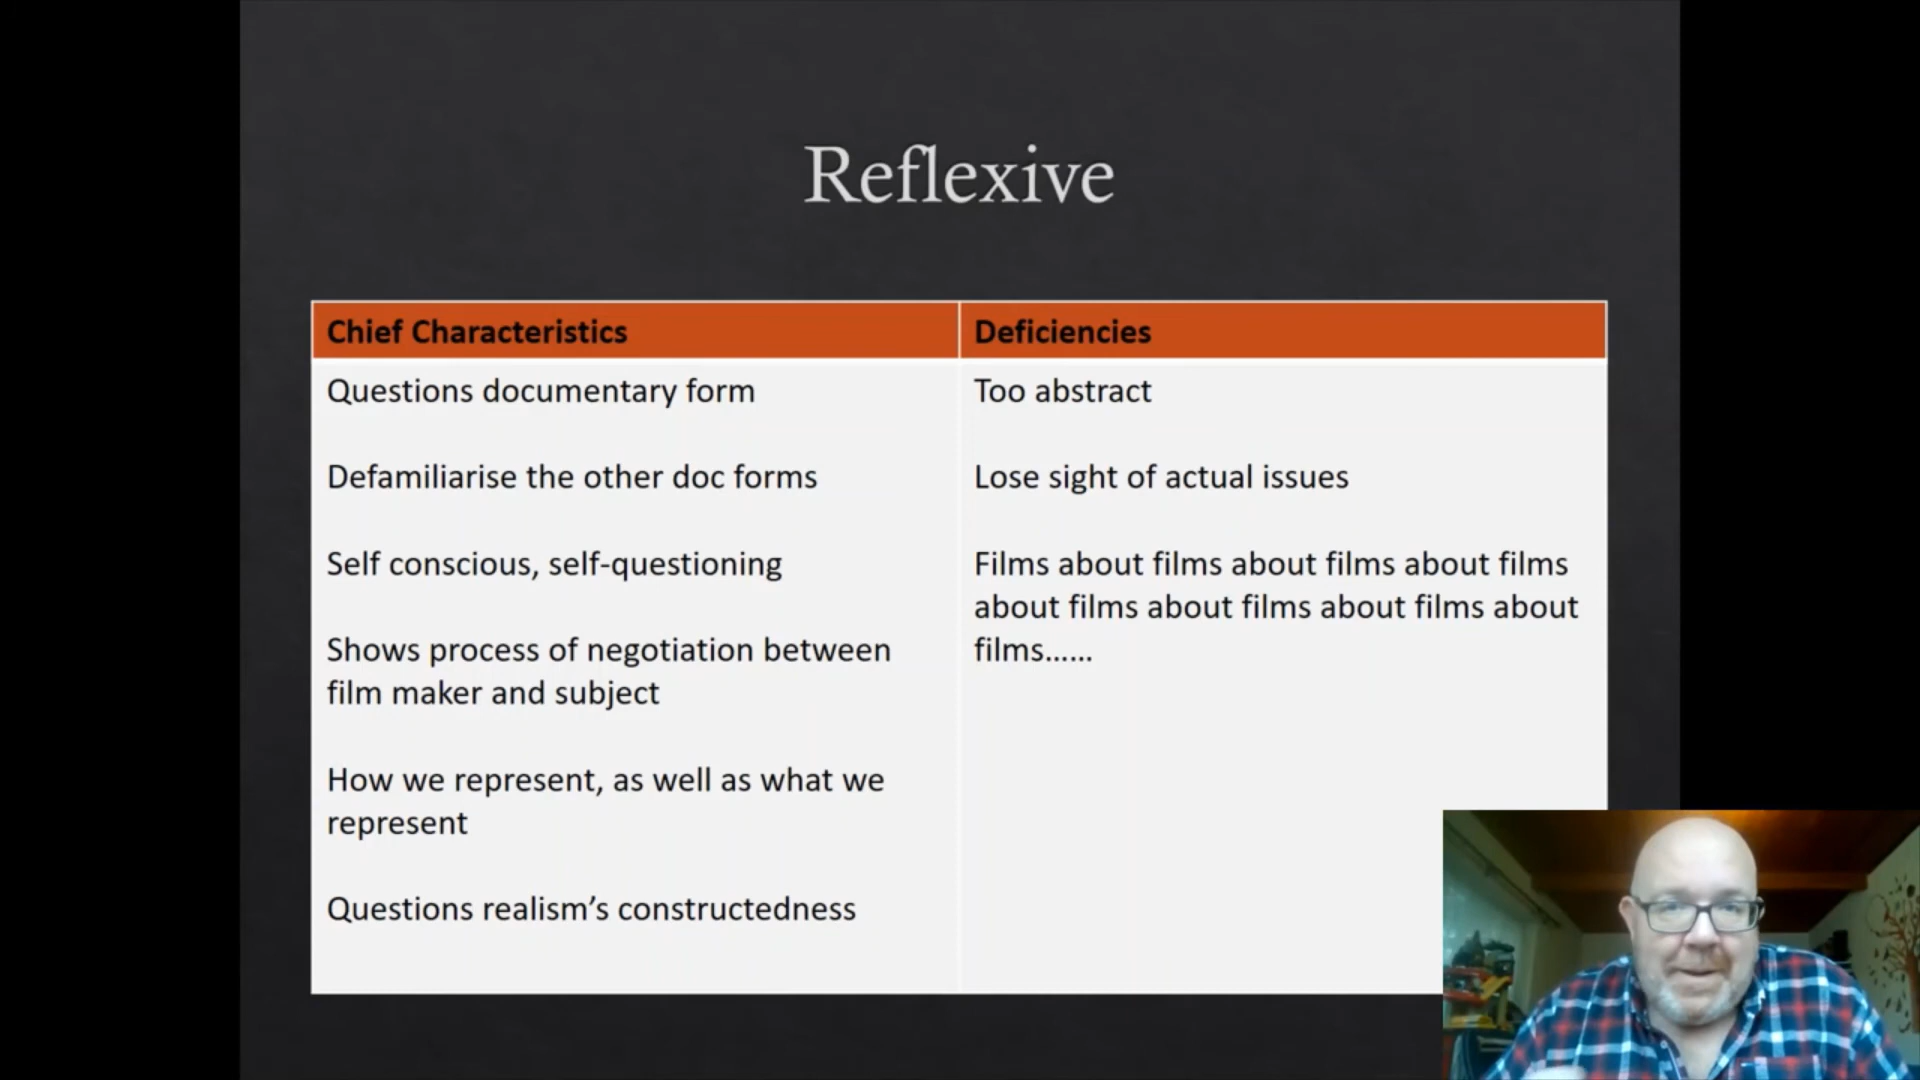 Reflexive
Chief Characteristics
Questions documentary form
Defamiliarise the other doc forms
Self conscious, self-questioning
Shows process of negotiation between
film maker and subject
How we represent, as well as what we
represent
Questions realism’s constructedness
Deficiencies
Too abstract
Lose sight of actual issues
Films about films about films about films
about films about films about films about
films……